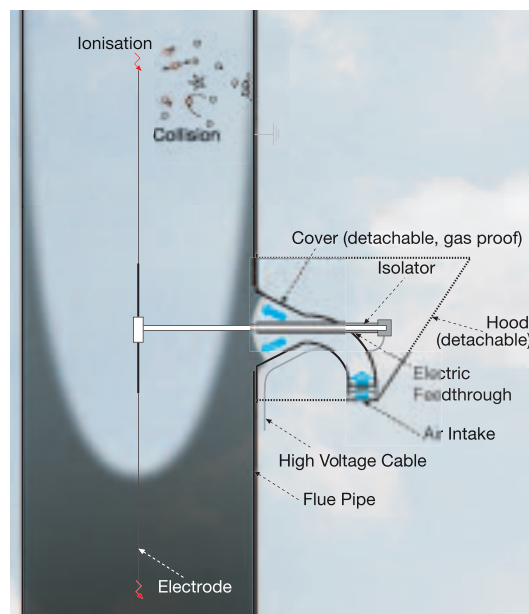 Ionisation
Collision
Cover (detachable, gas proof)
Isolator
Hood
(detachable)
Electric
Feedthrough
Air Intake
High Voltage Cable
Flue Pipe
Electrode